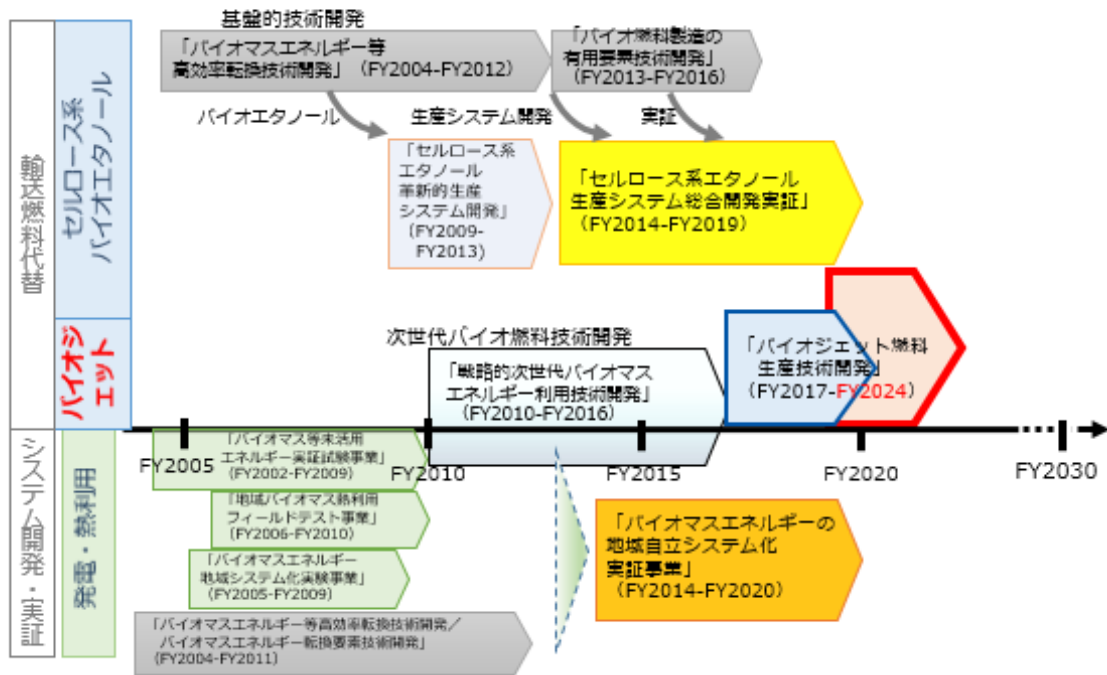 基盤的技術開発
「バイオマスエネルギー等
高効率転換技術開発」（FY2004-FY2012）
「バイオ燃料製造の
有用要素技術開発」
（FY2013-FY2016）
バイオエタノール
生産システム開発
実証
「セルロース系
エタノール
革新的生産
システム開発」
（FY2009-
FY2013)
「セルロース系エタノール
生産システム総合開発実証」
（FY2014-FY2019）
輸送燃料代替
セルロース系
バイオエタノール
バイオジ
ェット
次世代バイオ燃料技術開発
「戦略的次世代バイオマス
エネルギー利用技術開発」
（FY2010-FY2016）
「バイオジェット燃料
生産技術開発」
（FY2017-FY2024）
FY2005
FY2010
FY2015
FY2020
FY2030
システム開発・実証
発電・熱利用
「バイオマス等未活用
エネルギー実証試験事業」
（FY2002-FY2009）
「地域バイオマス熱利用
フィールドテスト事業」
（FY2006-FY2010）
「バイオマスエネルギー
地域システム化実験事業」
（FY2005-FY2009）
「バイオマスエネルギー等高効率転換技術開発／
バイオマスエネルギー転換要素技術開発」
（FY2004-FY2011）
「バイオマスエネルギーの
地域自立システム化
実証事業」
（FY2014-FY2020）